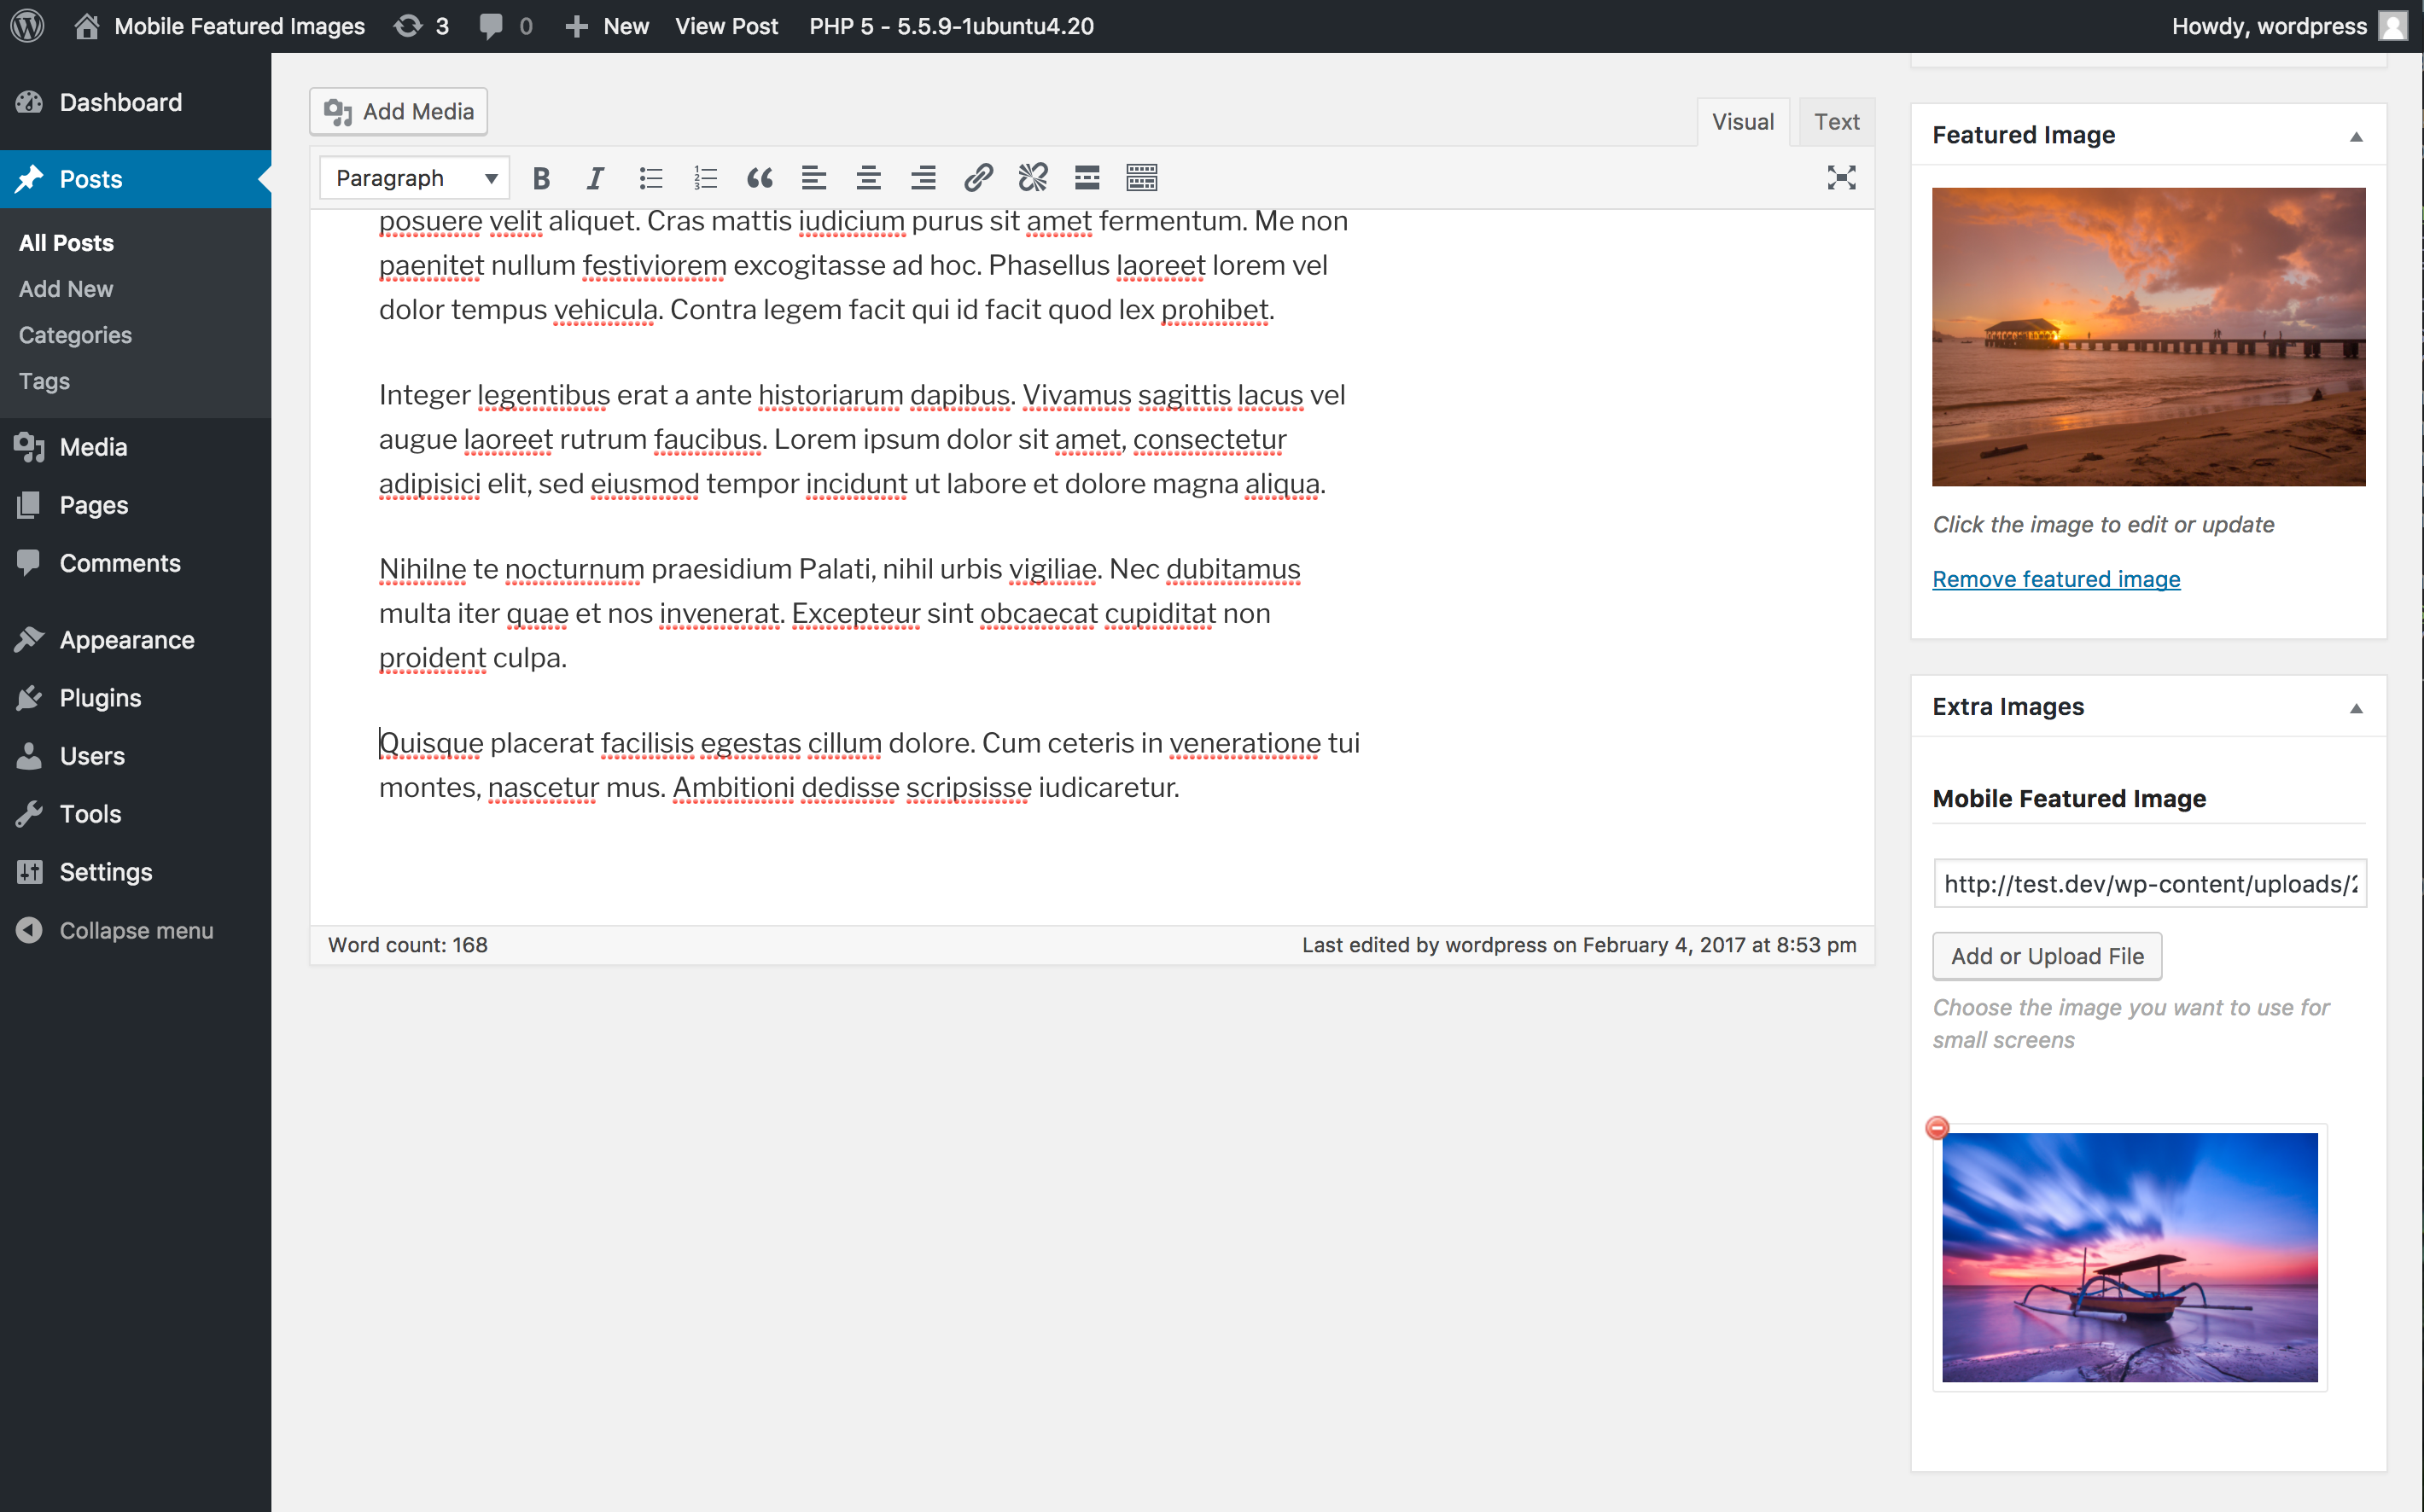 Mobile Featured Images 3 0 New View Post PHP 5 - 5.5.9-1ubuntu4.20 Howdy, wordpress
Dashboard
Posts
All Posts
Add New
Categories
Tags
Media
Pages
Comments
Appearance
Plugins
Users
Tools
Settings
Collapse menu
Add Media
Visual Text
Paragraph
posuere velit aliquet. Cras mattis iudicium purus sit amet fermentum. Me non
paenitet nullum festiviorem excogitasse ad hoc. Phasellus laoreet lorem vel
dolor tempus vehicula. Contra legem facit qui id facit quod lex prohibet.
Integer legentibus erat a ante historiarum dapibus. Vivamus sagittis lacus vel
augue laoreet rutrum faucibus. Lorem ipsum dolor sit amet, consectetur
adipisici elit, sed eiusmod tempor incidunt ut labore et dolore magna aliqua.
Nihilne te nocturnum praesidium Palati, nihil urbis vigiliae. Nec dubitamus
multa iter quae et nos invenerat. Excepteur sint obcaecat cupiditat non
proident culpa.
Quisque placerat facilisis egestas cillum dolore. Cum ceteris in veneratione tui
montes, nascetur mus. Ambitioni dedisse scripsisse iudicaretur.
Word count: 168 Last edited by wordpress on February 4, 2017 at 8:53 pm
Featured Image
Click the image to edit or update
Remove featured image
Extra Images
Mobile Featured Image
http://test.dev/wp-content/uploads/2
Add or Upload File
Choose the image you want to use for
small screens